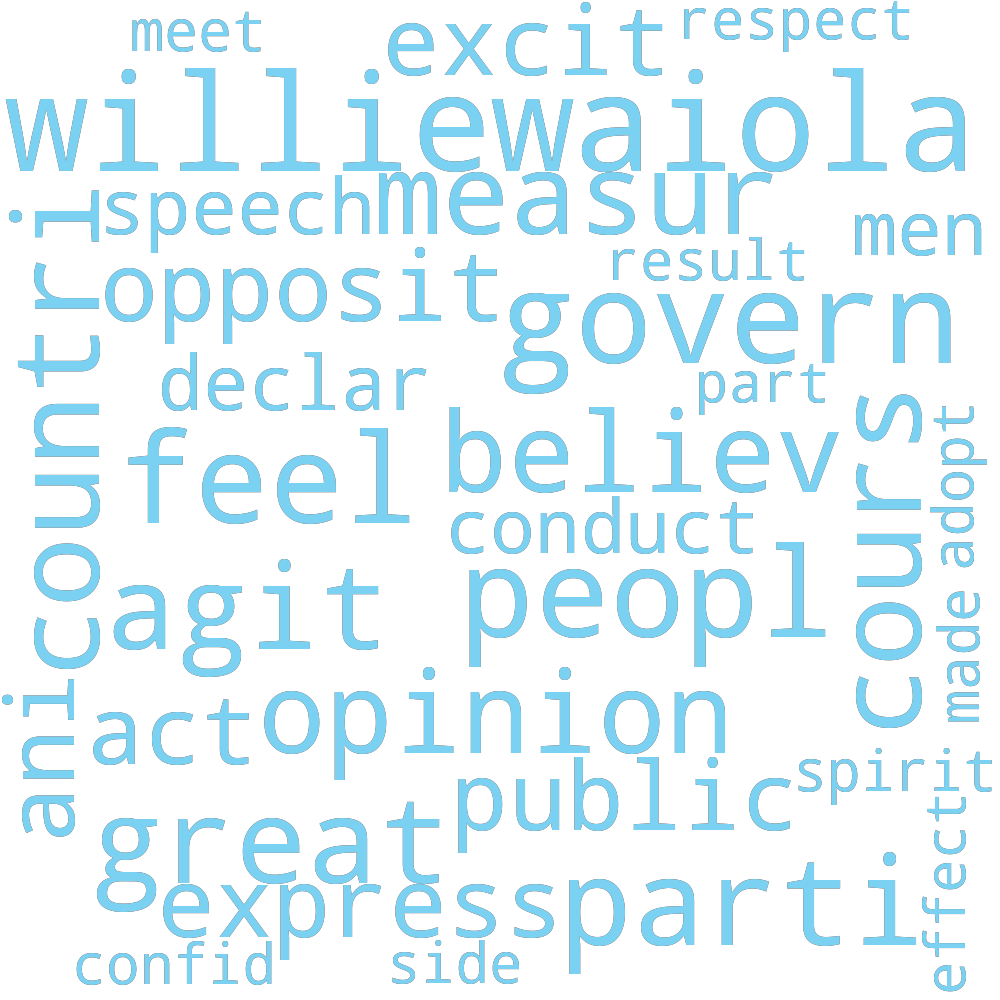 meet
excit
respect
williewaiola
speech
measur
men
countri
opposit
result
govern
declar
part
cours
feel
believ
adopt
conduct
agit
peopl
made
ani
act
opinion
public
spirit
great
effect
express
parti
confid
side